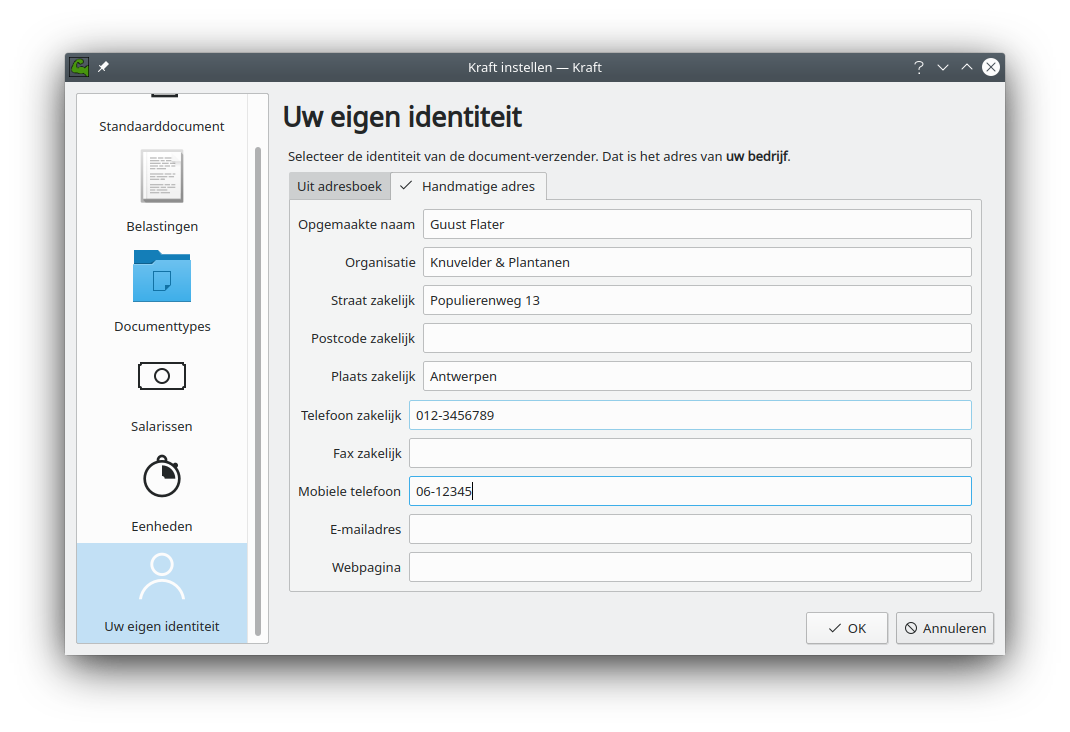 Kraft instellen — Kraft
Standaarddocument
Belastingen
Documenttypes
Salarissen
Eenheden
Uw eigen identiteit
Uw eigen identiteit
Selecteer de identiteit van de document-verzender. Dat is het adres van uw bedrijf.
Uit adresboek Handmatige adres
Opgemaakte naam Guust Flater
Organisatie Knuvelder & Plantanen
Straat zakelijk Populierenweg 13
Postcode zakelijk
Plaats zakelijk Antwerpen
Telefoon zakelijk 012-3456789
Fax zakelijk
Mobiele telefoon 06-12345
E-mailadres
Webpagina
OK Annuleren